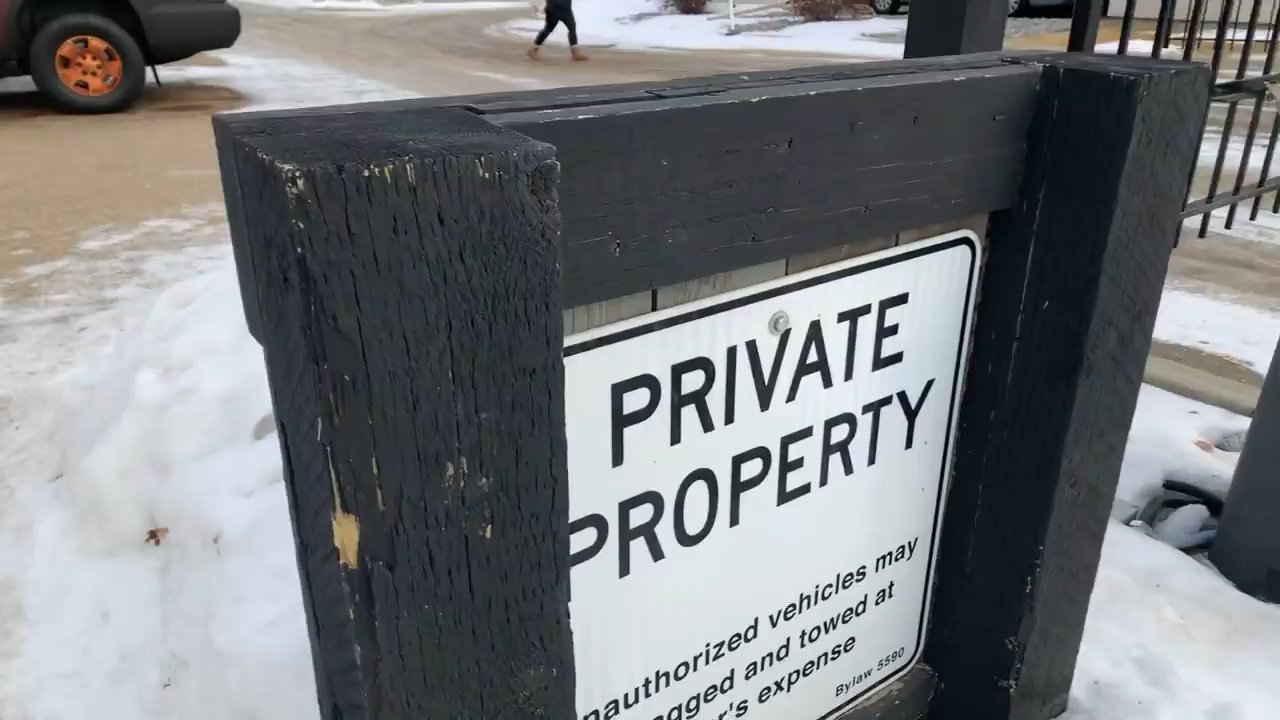 PRIVATE
PROPERTY
nauthorized vehicles may
agged and towed at
r's expense
Bylaw 5590